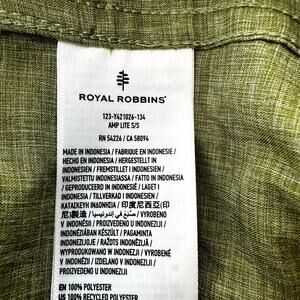 ROYAL ROBBINS®
123-Y421026-134
AMP LITE S/S
RN 54226 / CA 58094
MADE IN INDONESIA / FABRIQUE EN INDONESIE /
HECHO EN INDONESIA / HERGESTELLT IN
INDONESIEN / FREMSTILLET I INDONESIEN /
VALMISTETTU INDONESIASSA / FATTO IN INDONESIA
/ GEPRODUCEERD IN INDONESIË / LAGET I
INDONESIA / TILLVERKAD I INDONESIEN /
ΚΑΤΑΣΚΕΥΗ ΙΝΔΟΝΗΣΙΑ / 印度尼西亚(印
尼)製造 / صنع في إندونيسيا / VYROBENO
V INDONÉSII / PROIZVEDENO U INDONEZIJI /
INDONÉZIÁBAN KÉSZÜLT / PAGAMINTA
INDONEZIJOJE / RAŽOTS INDONĒZIJĀ /
WYPRODUKOWANO W INDONEZJI / VYROBENÉ
V INDONÉZII / IZDELANO V INDONEZIJI /
PROIZVEDENO U INDONEZIJI
EN 100% POLYESTER
US 100% RECYCLED POLYESTER